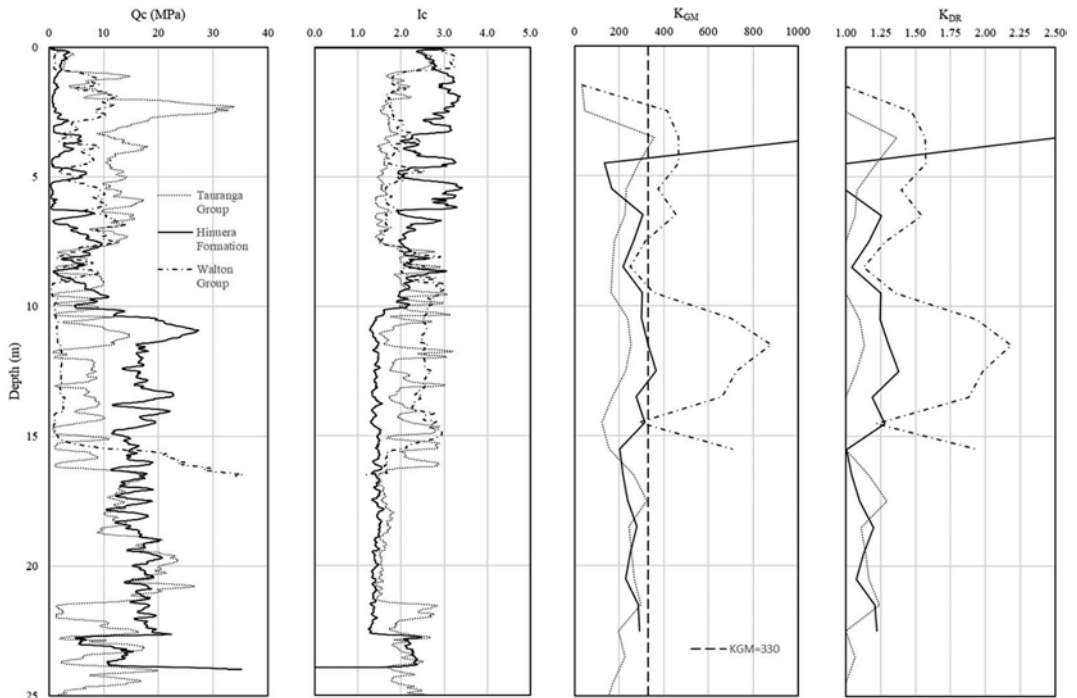 Qc (MPa)
0 10 20 30 40
Ic
0.0 1.0 2.0 3.0 4.0 5.0
K_GM
0 200 400 600 800 1000
K_DR
1.00 1.25 1.50 1.75 2.00 2.25 2.50
Depth (m)
0
5
10
15
20
25
Tauranga
Group
Hinuera
Formation
Walton
Group
KGM=330